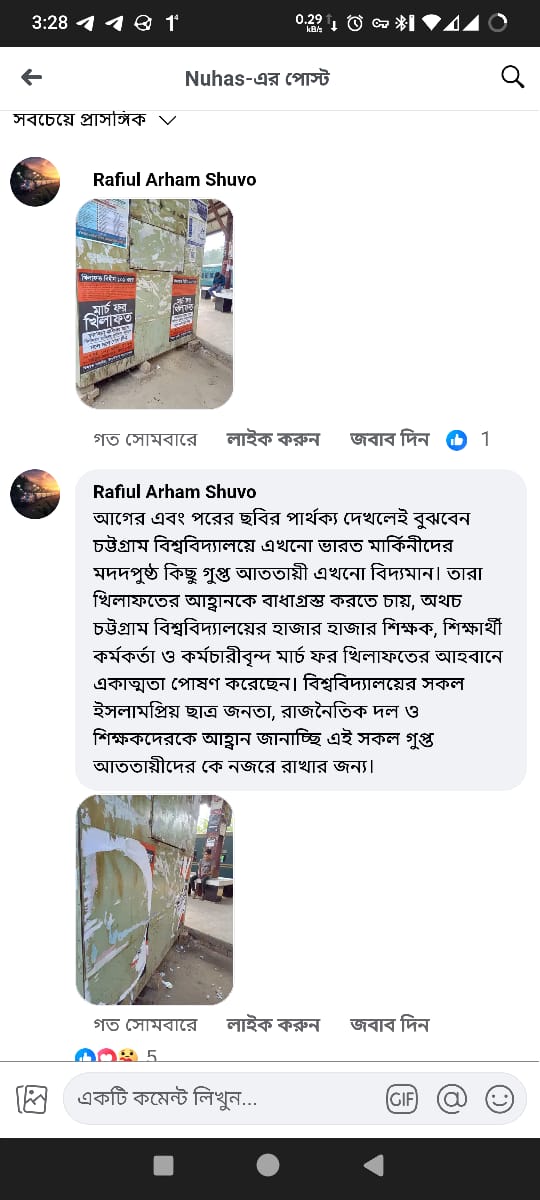 3:28
0.29 KB/s
Nuhas-এর পোস্ট
সবচেয়ে প্রাসঙ্গিক
Rafiul Arham Shuvo
মার্চ ফর
খিলাফত
মার্চ ফর
খিলাফত
গত সোমবারে লাইক করুন জবাব দিন 1
Rafiul Arham Shuvo
আগের এবং পরের ছবির পার্থক্য দেখলেই বুঝবেন
চট্টগ্রাম বিশ্ববিদ্যালয়ে এখনো ভারত মার্কিনীদের
মদদপুষ্ঠ কিছু গুপ্ত আততায়ী এখনো বিদ্যমান। তারা
খিলাফতের আহ্বানকে বাধাগ্রস্ত করতে চায়, অথচ
চট্টগ্রাম বিশ্ববিদ্যালয়ের হাজার হাজার শিক্ষক, শিক্ষার্থী
কর্মকর্তা ও কর্মচারীবৃন্দ মার্চ ফর খিলাফতের আহবানে
একাত্মতা পোষণ করেছেন। বিশ্ববিদ্যালয়ের সকল
ইসলামপ্রিয় ছাত্র জনতা, রাজনৈতিক দল ও
শিক্ষকদেরকে আহ্বান জানাচ্ছি এই সকল গুপ্ত
আততায়ীদের কে নজরে রাখার জন্য।
গত সোমবারে লাইক করুন জবাব দিন
5
একটি কমেন্ট লিখুন...
GIF